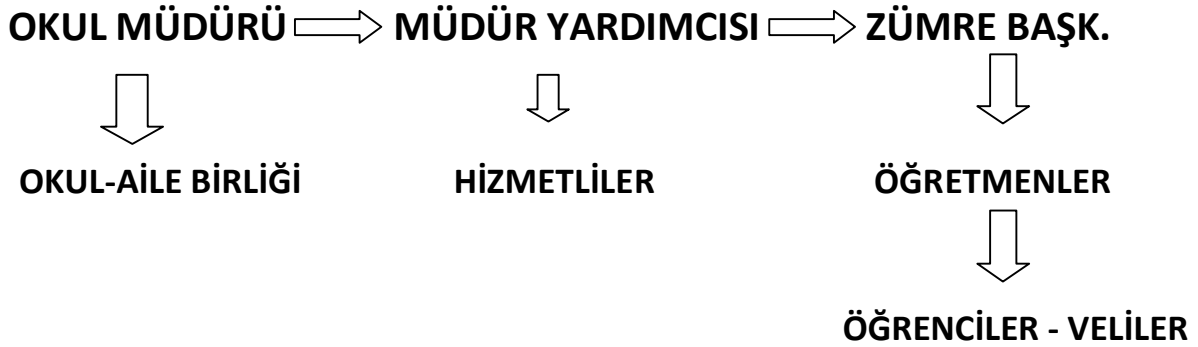 OKUL MÜDÜRÜ MÜDÜR YARDIMCISI ZÜMRE BAŞK.
OKUL-AİLE BİRLİĞİ HİZMETLİLER ÖĞRETMENLER
ÖĞRENCİLER - VELİLER